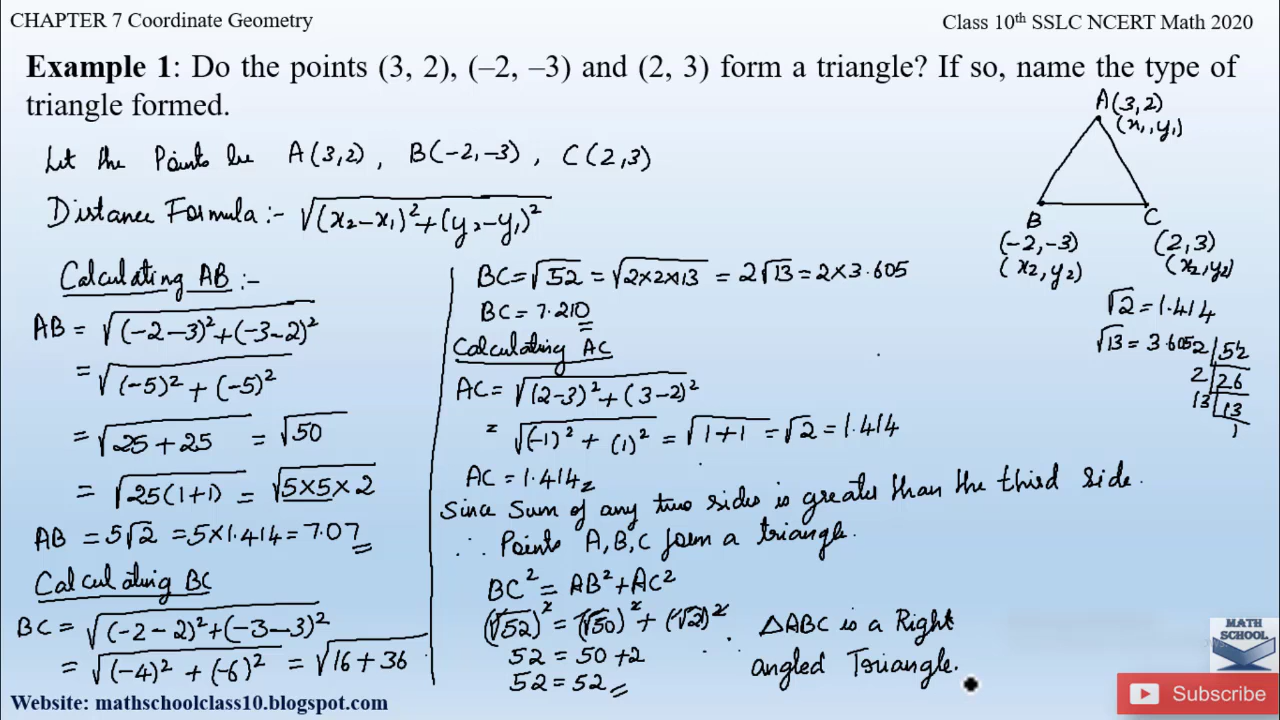 CHAPTER 7 Coordinate Geometry
Class 10th SSLC NCERT Math 2020
Example 1: Do the points (3, 2), (–2, –3) and (2, 3) form a triangle? If so, name the type of
triangle formed.
Let the Points be A(3,2), B(-2,-3), C(2,3)
Distance Formula:- √(x₂-x₁)²+(y₂-y₁)²
Calculating AB:-
AB = √(-2-3)²+(-3-2)²
= √(-5)²+(-5)²
= √25+25 = √50
= √25(1+1) = √5×5×2
AB = 5√2 = 5×1.414 = 7.07
Calculating BC
BC = √(-2-2)²+(-3-3)²
= √(-4)²+(-6)² = √16+36
BC = √52 = √2×2×13 = 2√13 = 2×3.605
BC = 7.210
Calculating AC
AC = √(2-3)²+(3-2)²
= √(-1)²+(1)² = √1+1 = √2 = 1.414
AC = 1.414
Since Sum of any two sides is greater than the third side.
∴ Points A,B,C form a triangle.
BC² = AB²+AC²
(√52)² = (√50)²+(√2)²
52 = 50+2
52 = 52
∴ △ABC is a Right
angled Triangle.
A(3,2)
(x₁,y₁)
B
(-2,-3)
(x₂,y₂)
C
(2,3)
(x₂,y₂)
√2 = 1.414
√13 = 3.605
2 52
2 26
13 13
1
MATH
SCHOOL
Subscribe
Website: mathschoolclass10.blogspot.com